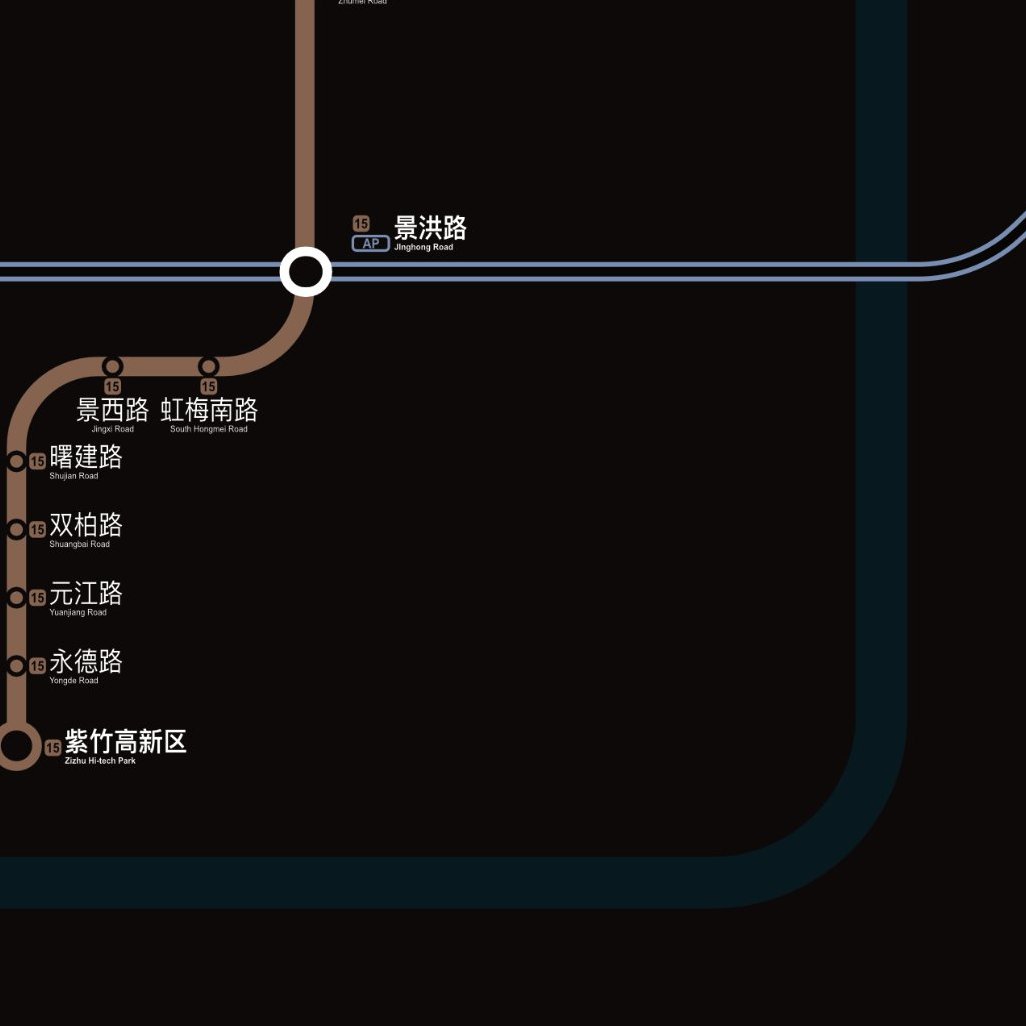 Zhumei Road
15
景洪路
AP
Jinghong Road
15
15
景西路
虹梅南路
Jingxi Road
South Hongmei Road
15
曙建路
Shujian Road
15
双柏路
Shuangbai Road
15
元江路
Yuanjiang Road
15
永德路
Yongde Road
15
紫竹高新区
Zizhu Hi-tech Park